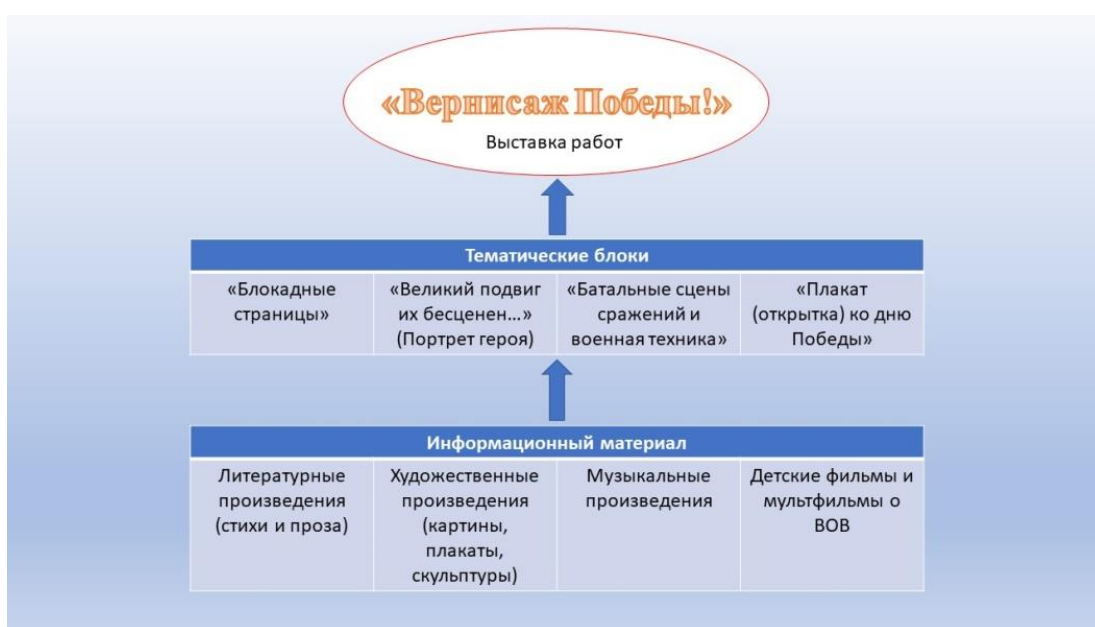 «Вернисаж Победы!»
Выставка работ
Тематические блоки
«Блокадные
страницы»
«Великий подвиг
их бесценен...»
(Портрет героя)
«Батальные сцены
сражений и
военная техника»
«Плакат
(открытка) ко дню
Победы»
Информационный материал
Литературные
произведения
(стихи и проза)
Художественные
произведения
(картины,
плакаты,
скульптуры)
Музыкальные
произведения
Детские фильмы и
мультфильмы о
ВОВ